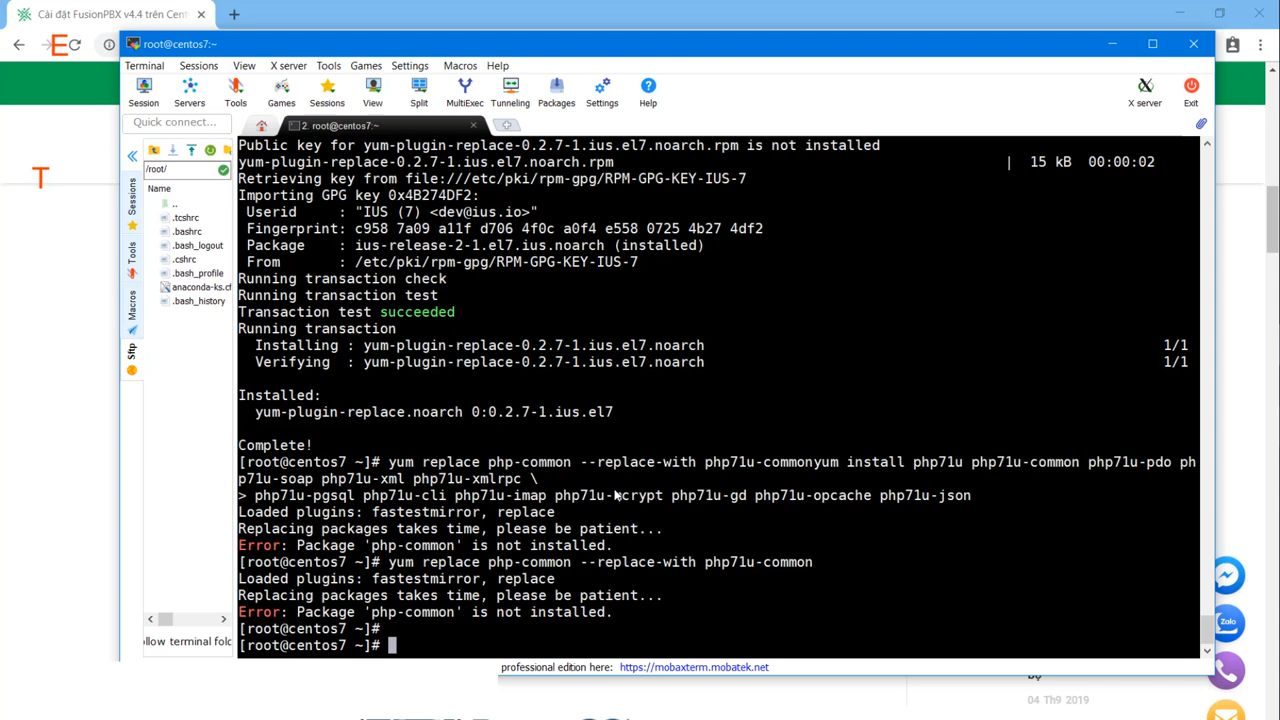 Cài đặt FusionPBX v4.4 trên Cent
E
T
root@centos7:~
Terminal Sessions View X server Tools Games Settings Macros Help
Session Servers Tools Games Sessions View Split MultiExec Tunneling Packages Settings Help X server Exit
Quick connect...
2. root@centos7:~
/root/
Name
..
.tcshrc
.bashrc
.bash_logout
.cshrc
.bash_profile
anaconda-ks.cf
.bash_history
Sessions
Tools
Macros
Sftp
ollow terminal fold
Public key for yum-plugin-replace-0.2.7-1.ius.el7.noarch.rpm is not installed
yum-plugin-replace-0.2.7-1.ius.el7.noarch.rpm | 15 kB 00:00:02
Retrieving key from file:///etc/pki/rpm-gpg/RPM-GPG-KEY-IUS-7
Importing GPG key 0x4B274DF2:
Userid : "IUS (7) <dev@ius.io>"
Fingerprint: c958 7a09 a11f d706 4f0c a0f4 e558 0725 4b27 4df2
Package : ius-release-2-1.el7.ius.noarch (installed)
From : /etc/pki/rpm-gpg/RPM-GPG-KEY-IUS-7
Running transaction check
Running transaction test
Transaction test succeeded
Running transaction
Installing : yum-plugin-replace-0.2.7-1.ius.el7.noarch 1/1
Verifying : yum-plugin-replace-0.2.7-1.ius.el7.noarch 1/1
Installed:
yum-plugin-replace.noarch 0:0.2.7-1.ius.el7
Complete!
[root@centos7 ~]# yum replace php-common --replace-with php71u-commonyum install php71u php71u-common php71u-pdo ph
p71u-soap php71u-xml php71u-xmlrpc \
> php71u-pgsql php71u-cli php71u-imap php71u-mcrypt php71u-gd php71u-opcache php71u-json
Loaded plugins: fastestmirror, replace
Replacing packages takes time, please be patient...
Error: Package 'php-common' is not installed.
[root@centos7 ~]# yum replace php-common --replace-with php71u-common
Loaded plugins: fastestmirror, replace
Replacing packages takes time, please be patient...
Error: Package 'php-common' is not installed.
[root@centos7 ~]#
[root@centos7 ~]#
professional edition here: https://mobaxterm.mobatek.net
Zalo
04 Th9 2019